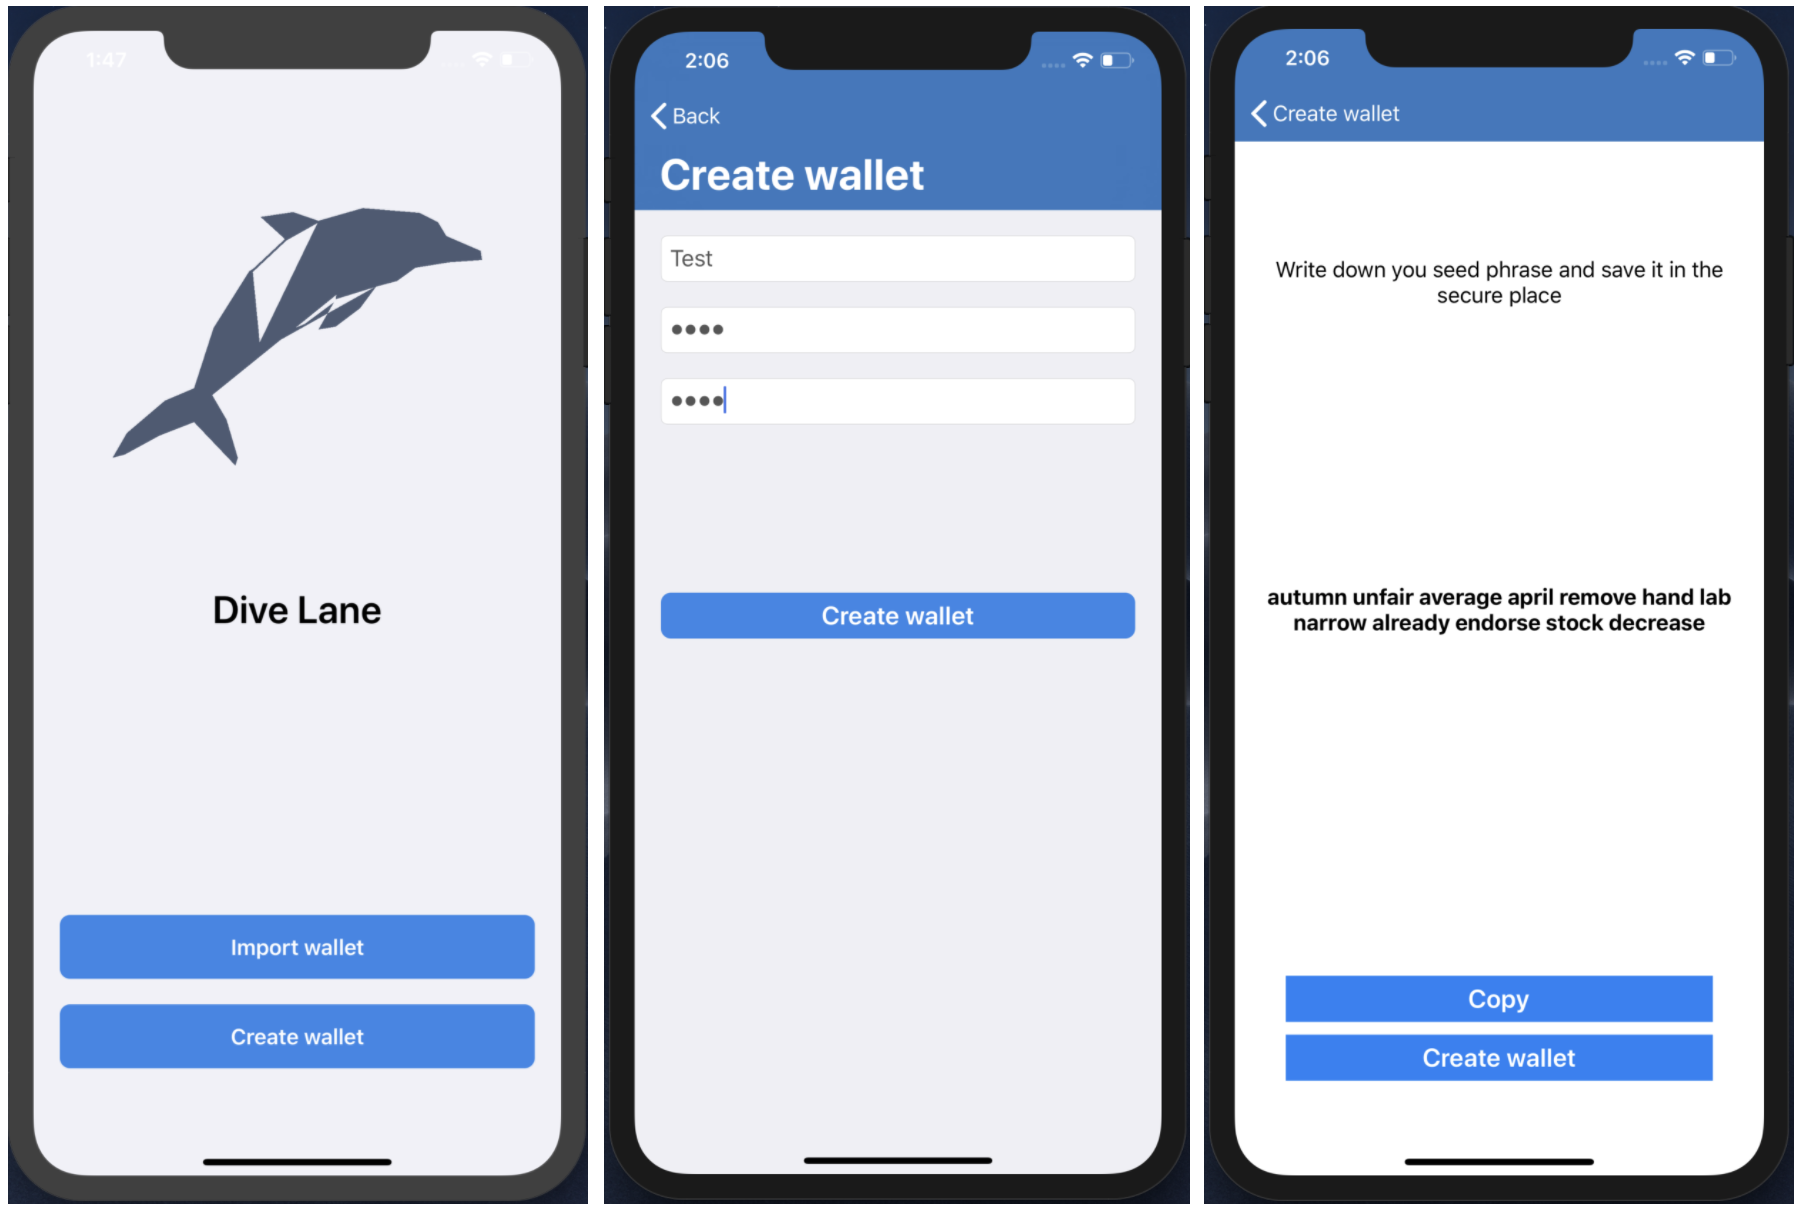 1:47
Dive Lane
Import wallet
Create wallet
2:06
Back
Create wallet
Test
Create wallet
2:06
Create wallet
Write down you seed phrase and save it in the
secure place
autumn unfair average april remove hand lab
narrow already endorse stock decrease
Copy
Create wallet